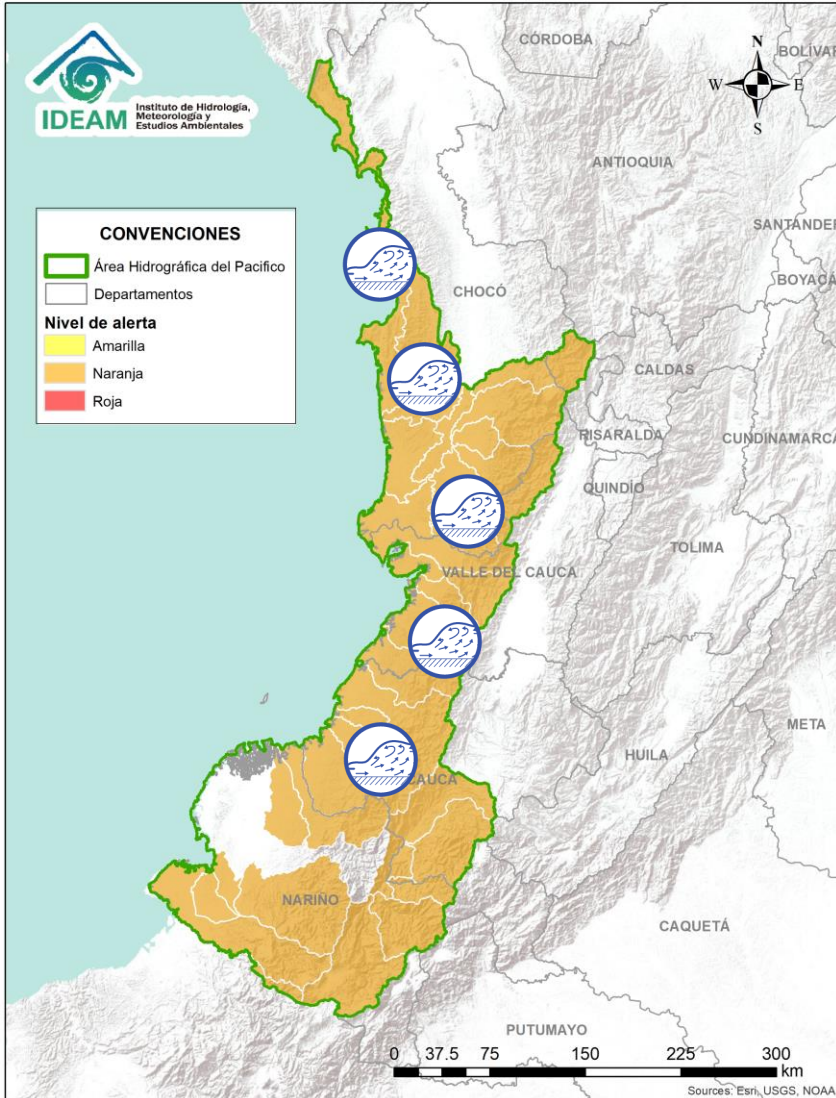 IDEAM
Instituto de Hidrología,
Meteorología y
Estudios Ambientales
CONVENCIONES
Área Hidrográfica del Pacifico
Departamentos
Nivel de alerta
Amarilla
Naranja
Roja
N
W E
S
CÓRDOBA
BOLÍVAR
ANTIOQUIA
SANTANDER
BOYACÁ
CHOCÓ
CALDAS
RISARALDA
CUNDINAMARCA
QUINDÍO
TOLIMA
VALLE DEL CAUCA
META
HUILA
CAUCA
NARIÑO
CAQUETÁ
PUTUMAYO
0 37.5 75 150 225 300
km
Sources: Esri, USGS, NOAA